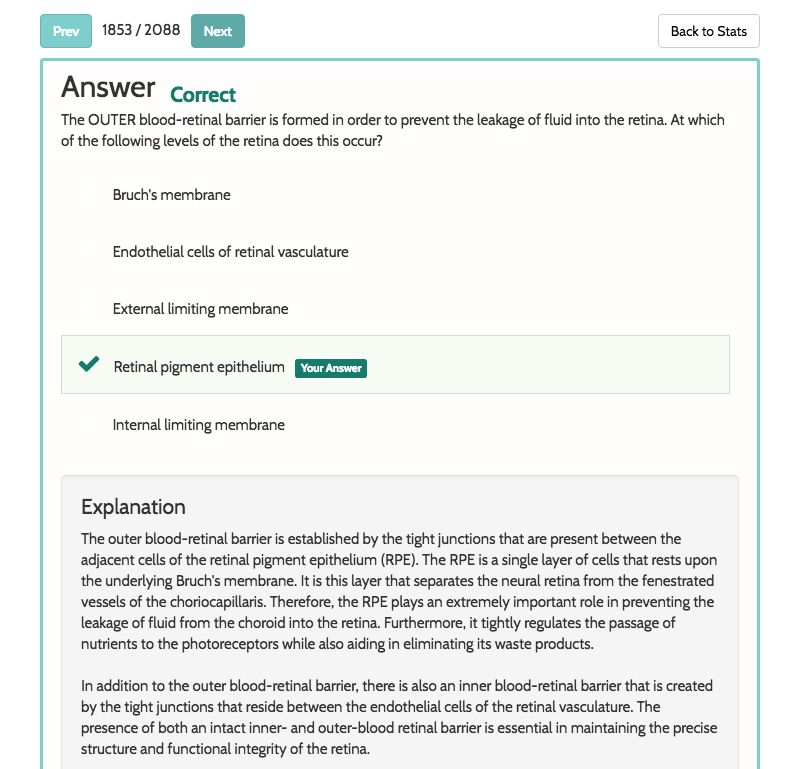 Prev 1853 / 2088 Next Back to Stats
Answer Correct
The OUTER blood-retinal barrier is formed in order to prevent the leakage of fluid into the retina. At which
of the following levels of the retina does this occur?
Bruch's membrane
Endothelial cells of retinal vasculature
External limiting membrane
Retinal pigment epithelium Your Answer
Internal limiting membrane
Explanation
The outer blood-retinal barrier is established by the tight junctions that are present between the
adjacent cells of the retinal pigment epithelium (RPE). The RPE is a single layer of cells that rests upon
the underlying Bruch's membrane. It is this layer that separates the neural retina from the fenestrated
vessels of the choriocapillaris. Therefore, the RPE plays an extremely important role in preventing the
leakage of fluid from the choroid into the retina. Furthermore, it tightly regulates the passage of
nutrients to the photoreceptors while also aiding in eliminating its waste products.
In addition to the outer blood-retinal barrier, there is also an inner blood-retinal barrier that is created
by the tight junctions that reside between the endothelial cells of the retinal vasculature. The
presence of both an intact inner- and outer-blood retinal barrier is essential in maintaining the precise
structure and functional integrity of the retina.